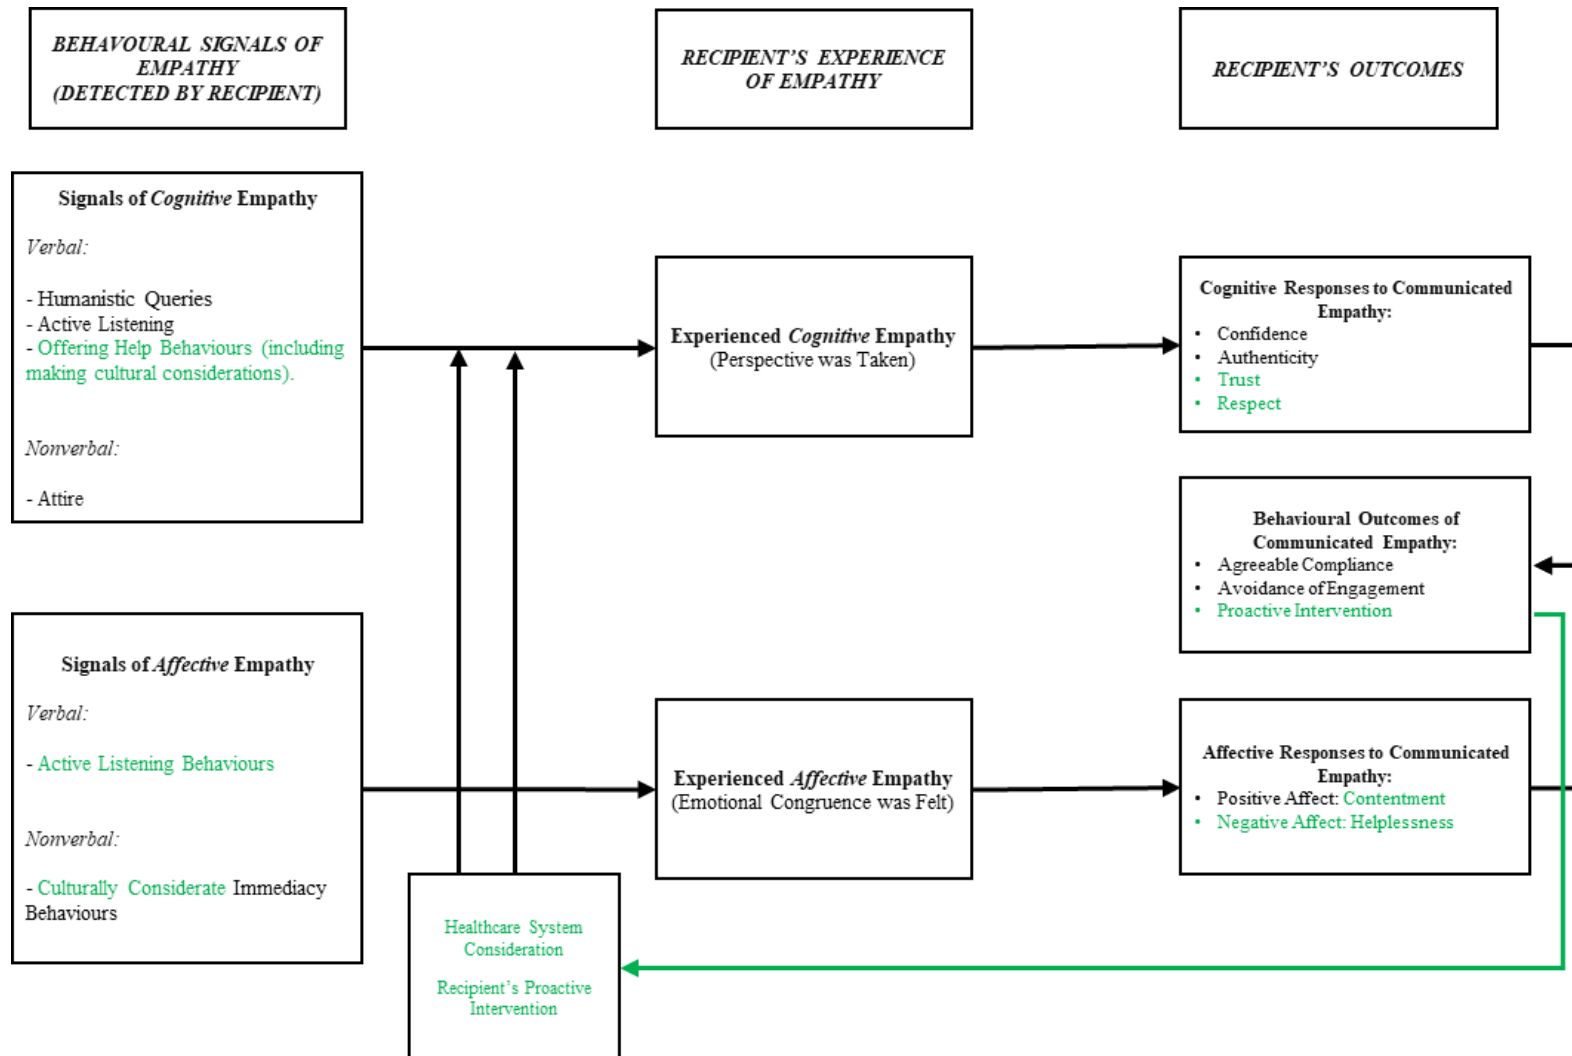 BEHAVOURAL SIGNALS OF
EMPATHY
(DETECTED BY RECIPIENT)
RECIPIENT'S EXPERIENCE
OF EMPATHY
RECIPIENT'S OUTCOMES
Signals of Cognitive Empathy
Verbal:
- Humanistic Queries
- Active Listening
- Offering Help Behaviours (including
making cultural considerations).
Nonverbal:
- Attire
Experienced Cognitive Empathy
(Perspective was Taken)
Cognitive Responses to Communicated
Empathy:
• Confidence
• Authenticity
• Trust
• Respect
Behavioural Outcomes of
Communicated Empathy:
• Agreeable Compliance
• Avoidance of Engagement
• Proactive Intervention
Signals of Affective Empathy
Verbal:
- Active Listening Behaviours
Nonverbal:
- Culturally Considerate Immediacy
Behaviours
Experienced Affective Empathy
(Emotional Congruence was Felt)
Affective Responses to Communicated
Empathy:
• Positive Affect: Contentment
• Negative Affect: Helplessness
Healthcare System
Consideration
Recipient's Proactive
Intervention